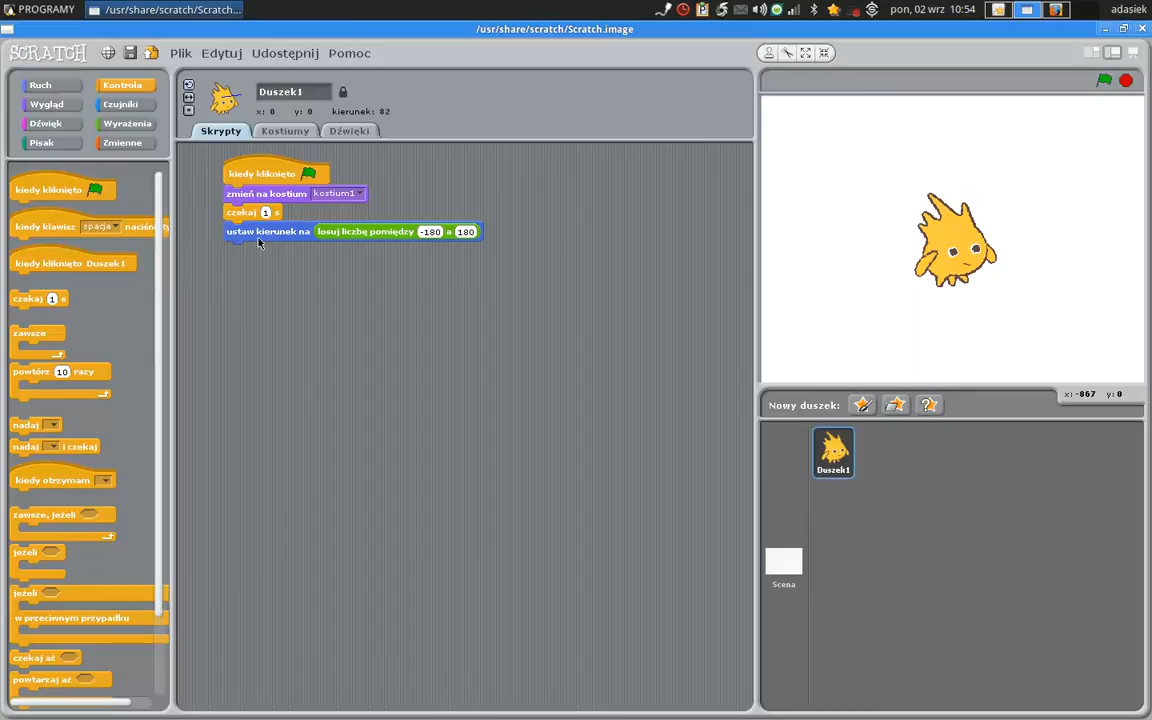 PROGRAMY
/usr/share/scratch/Scratch...
pon, 02 wrz 10:54
adasiek
/usr/share/scratch/Scratch.image
SCRATCH
Plik Edytuj Udostępnij Pomoc
Ruch Kontrola
Wygląd Czujniki
Dźwięk Wyrażenia
Pisak Zmienne
Duszek1
x: 0 y: 0 kierunek: 82
Skrypty Kostiumy Dźwięki
kiedy kliknięto
kiedy klawisz spacja naciśnięty
kiedy kliknięto Duszek1
czekaj 1 s
zawsze
powtórz 10 razy
nadaj
nadaj i czekaj
kiedy otrzymam
zawsze, jeżeli
jeżeli
jeżeli
w przeciwnym przypadku
czekaj aż
powtarzaj aż
kiedy kliknięto
zmień na kostium kostium1
czekaj 1 s
ustaw kierunek na losuj liczbę pomiędzy -180 a 180
x: -867 y: 0
Nowy duszek:
Duszek1
Scena